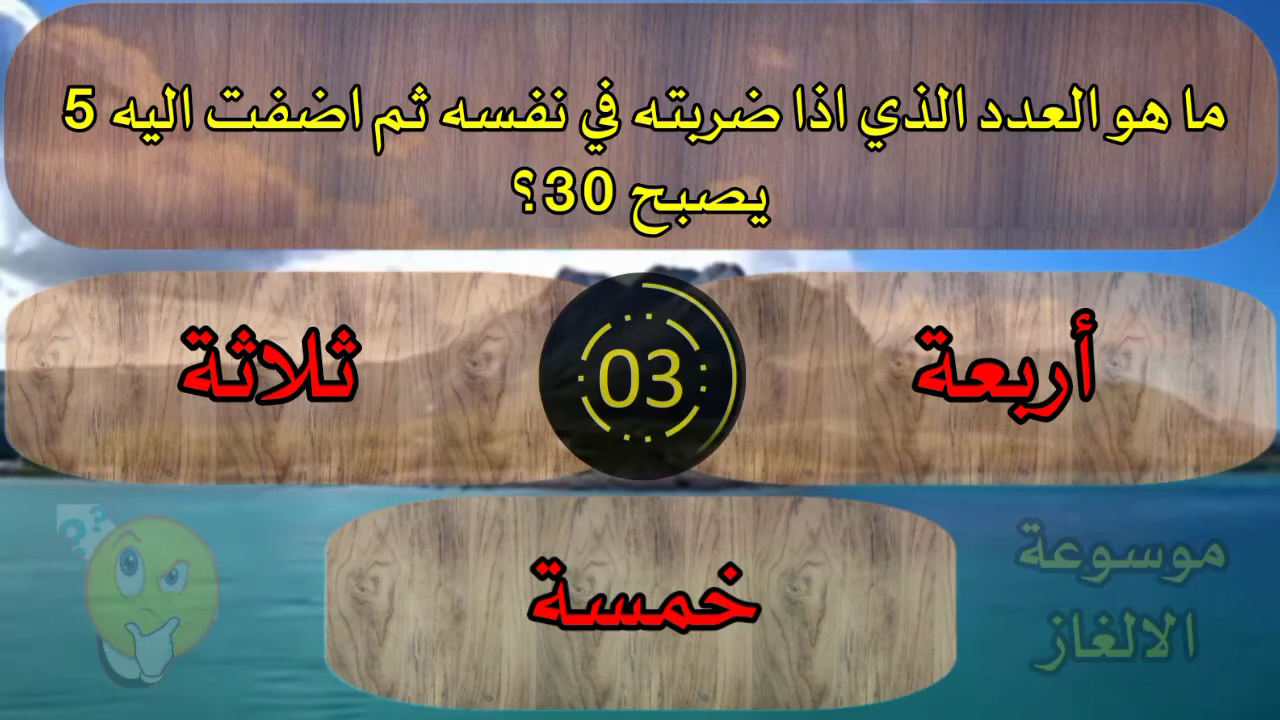 ما هو العدد الذي اذا ضربته في نفسه ثم اضفت اليه 5
يصبح 30؟
أربعة
03
ثلاثة
خمسة
موسوعة
الالغاز
??